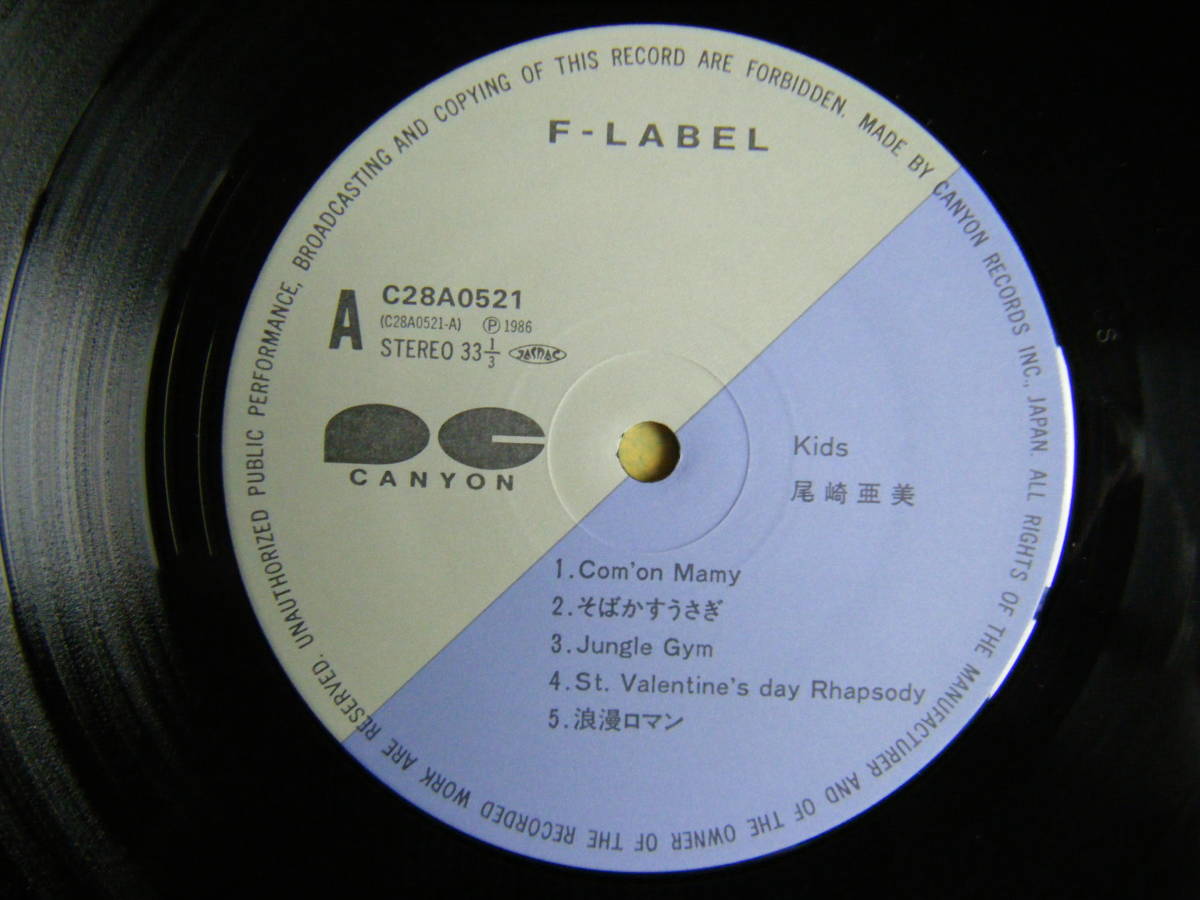 UNAUTHORIZED PUBLIC PERFORMANCE, BROADCASTING AND COPYING OF THIS RECORD ARE FORBIDDEN. MADE BY CANYON RECORDS INC., JAPAN. ALL RIGHTS OF THE MANUFACTURER AND OF THE OWNER OF THE RECORDED WORK ARE RESERVED.
F-LABEL
A
C28A0521
(C28A0521-A) Ⓟ 1986
STEREO 33 1/3 JASRAC
CANYON
Kids
尾崎亜美
1.Com'on Mamy
2.そばかすうさぎ
3.Jungle Gym
4.St. Valentine's day Rhapsody
5.浪漫ロマン
S